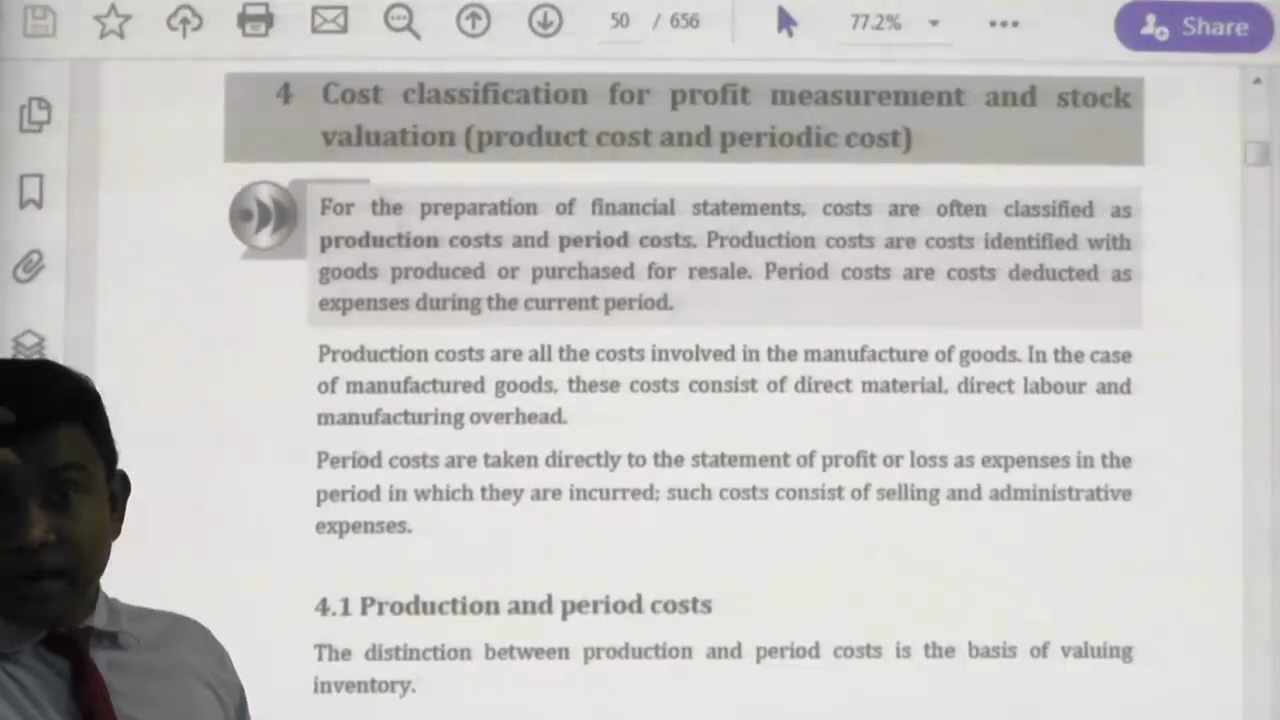 50 / 656
77.2%
Share
4 Cost classification for profit measurement and stock
valuation (product cost and periodic cost)
For the preparation of financial statements, costs are often classified as
production costs and period costs. Production costs are costs identified with
goods produced or purchased for resale. Period costs are costs deducted as
expenses during the current period.
Production costs are all the costs involved in the manufacture of goods. In the case
of manufactured goods, these costs consist of direct material, direct labour and
manufacturing overhead.
Period costs are taken directly to the statement of profit or loss as expenses in the
period in which they are incurred; such costs consist of selling and administrative
expenses.
4.1 Production and period costs
The distinction between production and period costs is the basis of valuing
inventory.